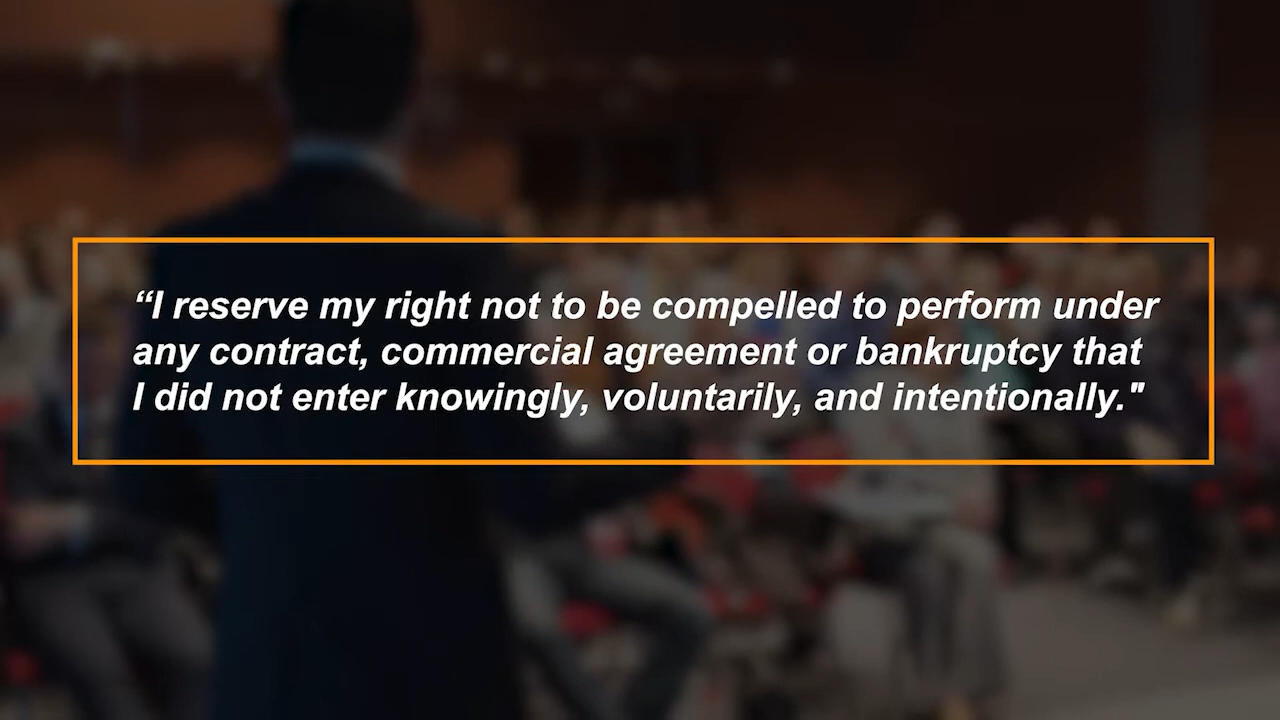 “I reserve my right not to be compelled to perform under
any contract, commercial agreement or bankruptcy that
I did not enter knowingly, voluntarily, and intentionally."